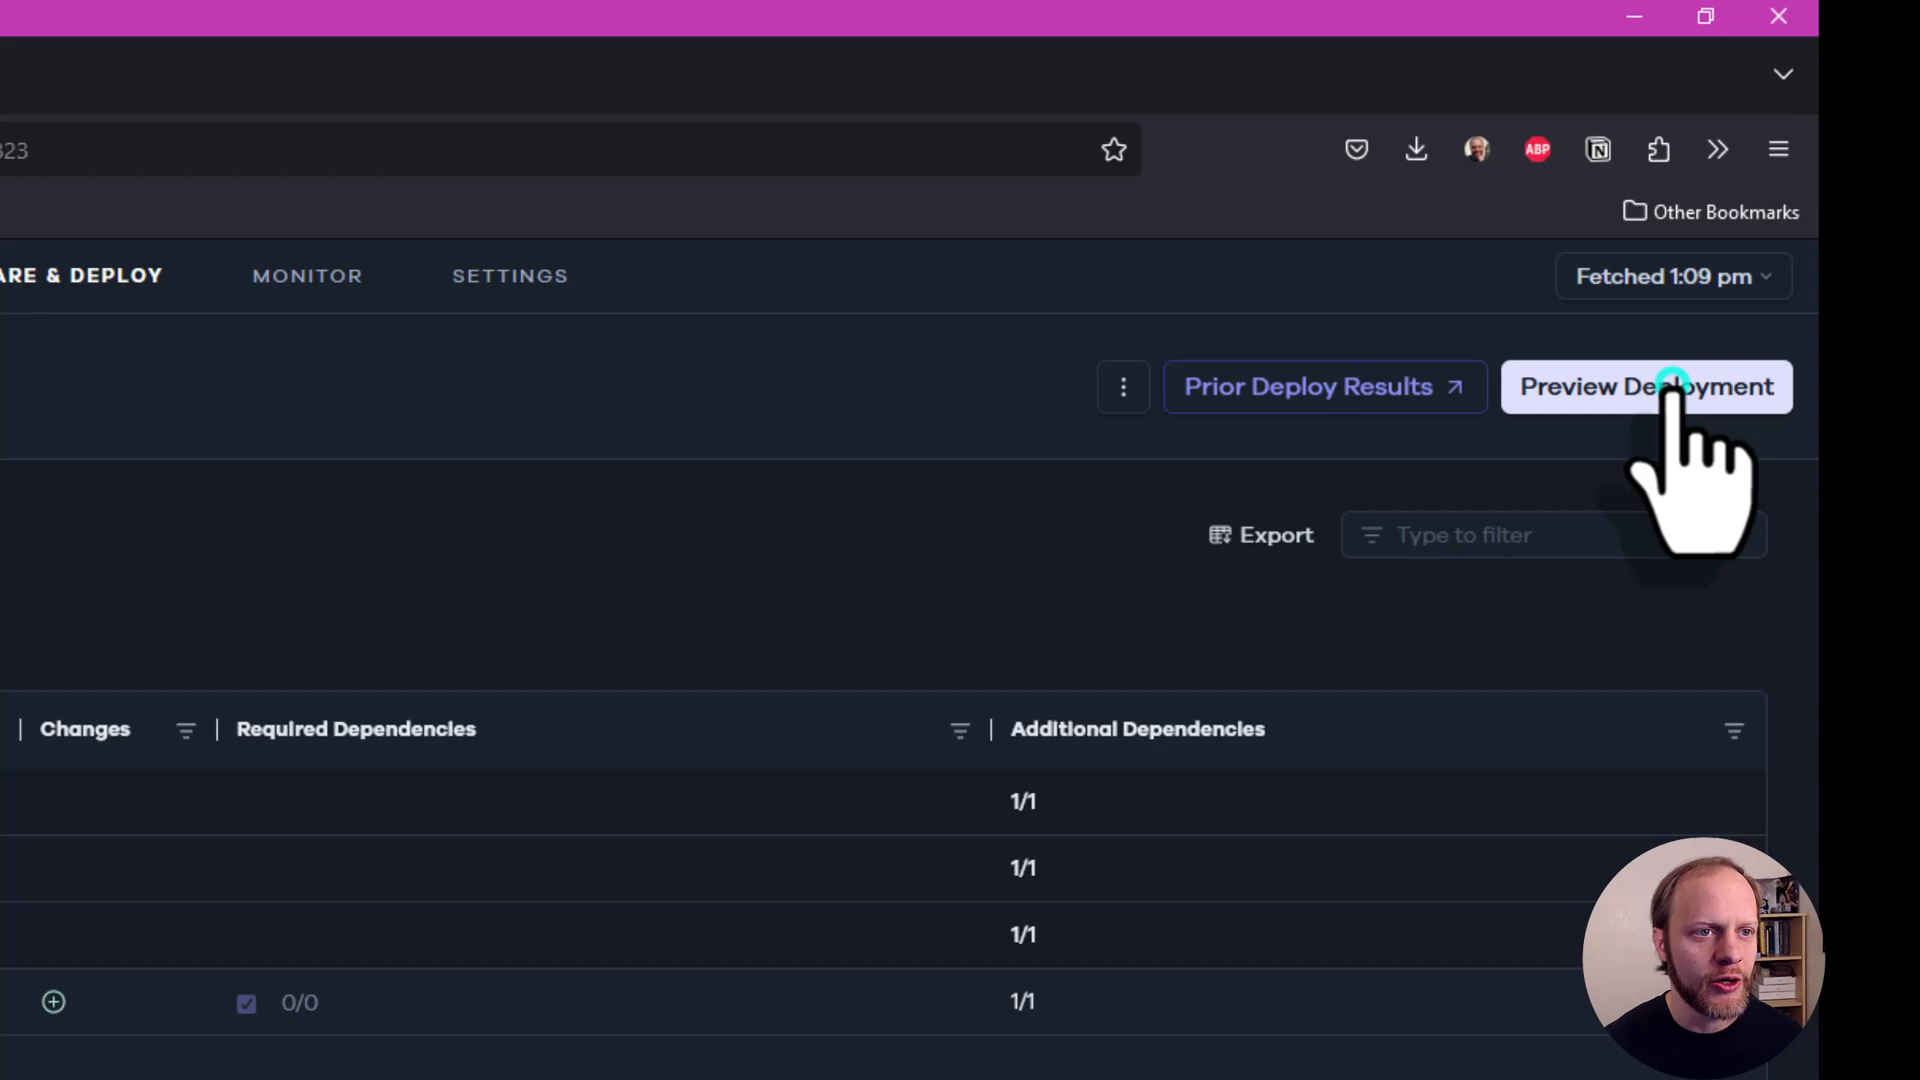 323
ABP
N
Other Bookmarks
ARE & DEPLOY
MONITOR
SETTINGS
Fetched 1:09 pm
Prior Deploy Results
Preview Deployment
Export
Type to filter
Changes
Required Dependencies
Additional Dependencies
1/1
1/1
1/1
0/0
1/1